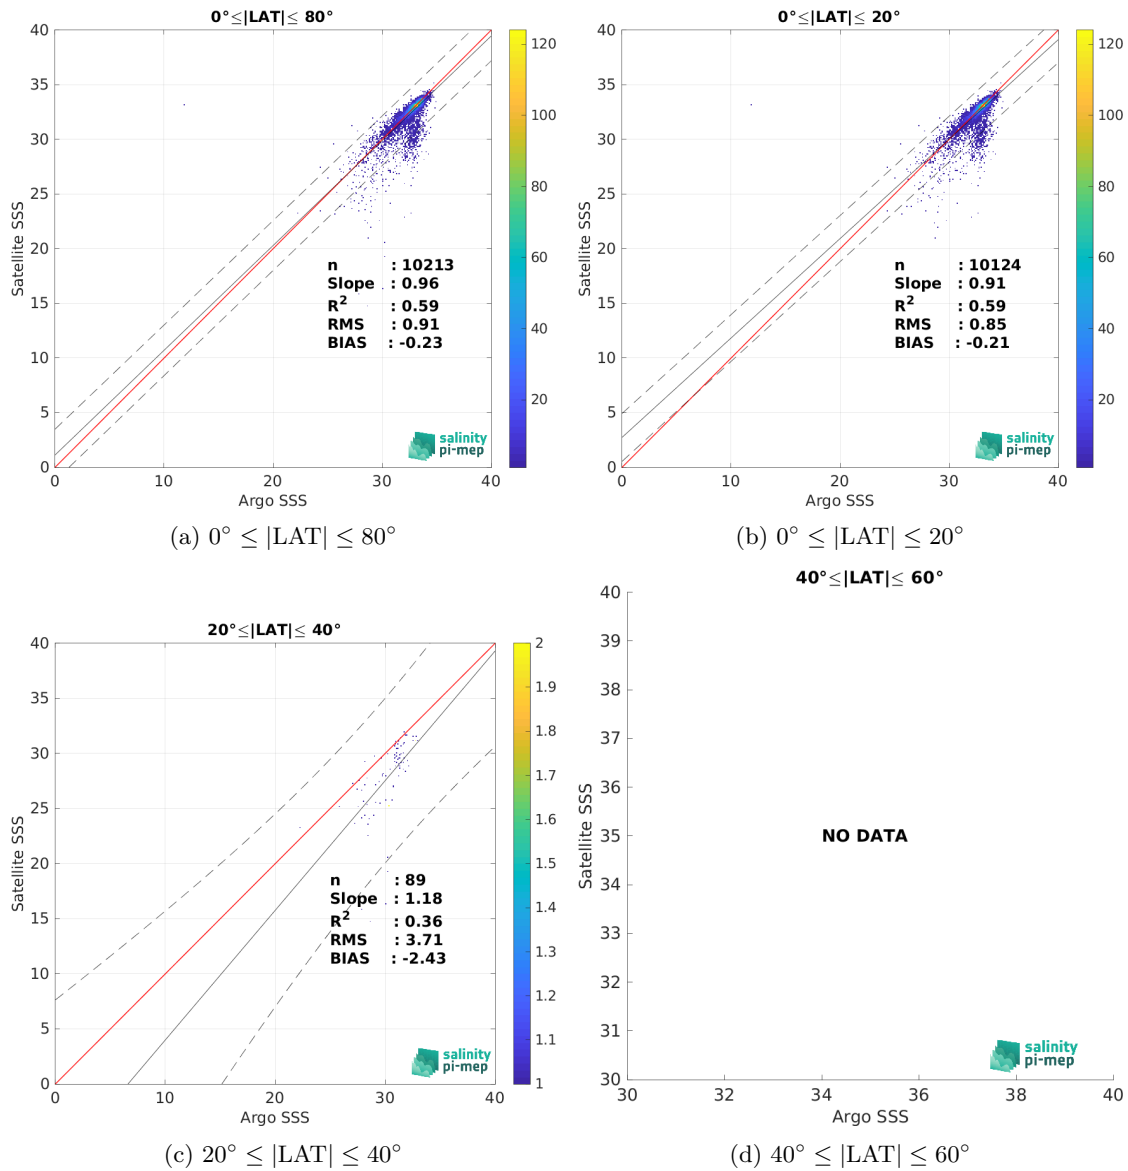 0°≤|LAT|≤ 80°
40
35
30
25
20
15
10
5
0
Satellite SSS
0
10
20
30
40
Argo SSS
120
100
80
60
40
20
n : 10213
Slope : 0.96
R² : 0.59
RMS : 0.91
BIAS : -0.23
salinity
pi-mep
(a) 0° ≤ |LAT| ≤ 80°
0°≤|LAT|≤ 20°
40
35
30
25
20
15
10
5
0
Satellite SSS
0
10
20
30
40
Argo SSS
120
100
80
60
40
20
n : 10124
Slope : 0.91
R² : 0.59
RMS : 0.85
BIAS : -0.21
salinity
pi-mep
(b) 0° ≤ |LAT| ≤ 20°
20°≤|LAT|≤ 40°
40
35
30
25
20
15
10
5
0
Satellite SSS
0
10
20
30
40
Argo SSS
2
1.9
1.8
1.7
1.6
1.5
1.4
1.3
1.2
1.1
1
n : 89
Slope : 1.18
R² : 0.36
RMS : 3.71
BIAS : -2.43
salinity
pi-mep
(c) 20° ≤ |LAT| ≤ 40°
40°≤|LAT|≤ 60°
40
39
38
37
36
35
34
33
32
31
30
Satellite SSS
NO DATA
30
32
34
36
38
40
Argo SSS
salinity
pi-mep
(d) 40° ≤ |LAT| ≤ 60°